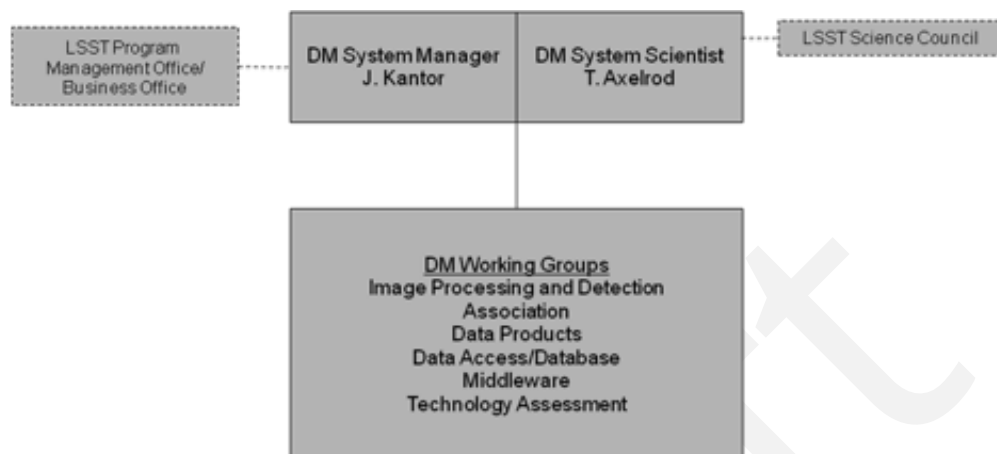 LSST Program
Management Office/
Business Office
DM System Manager
J. Kantor
DM System Scientist
T. Axelrod
LSST Science Council
DM Working Groups
Image Processing and Detection
Association
Data Products
Data Access/Database
Middleware
Technology Assessment